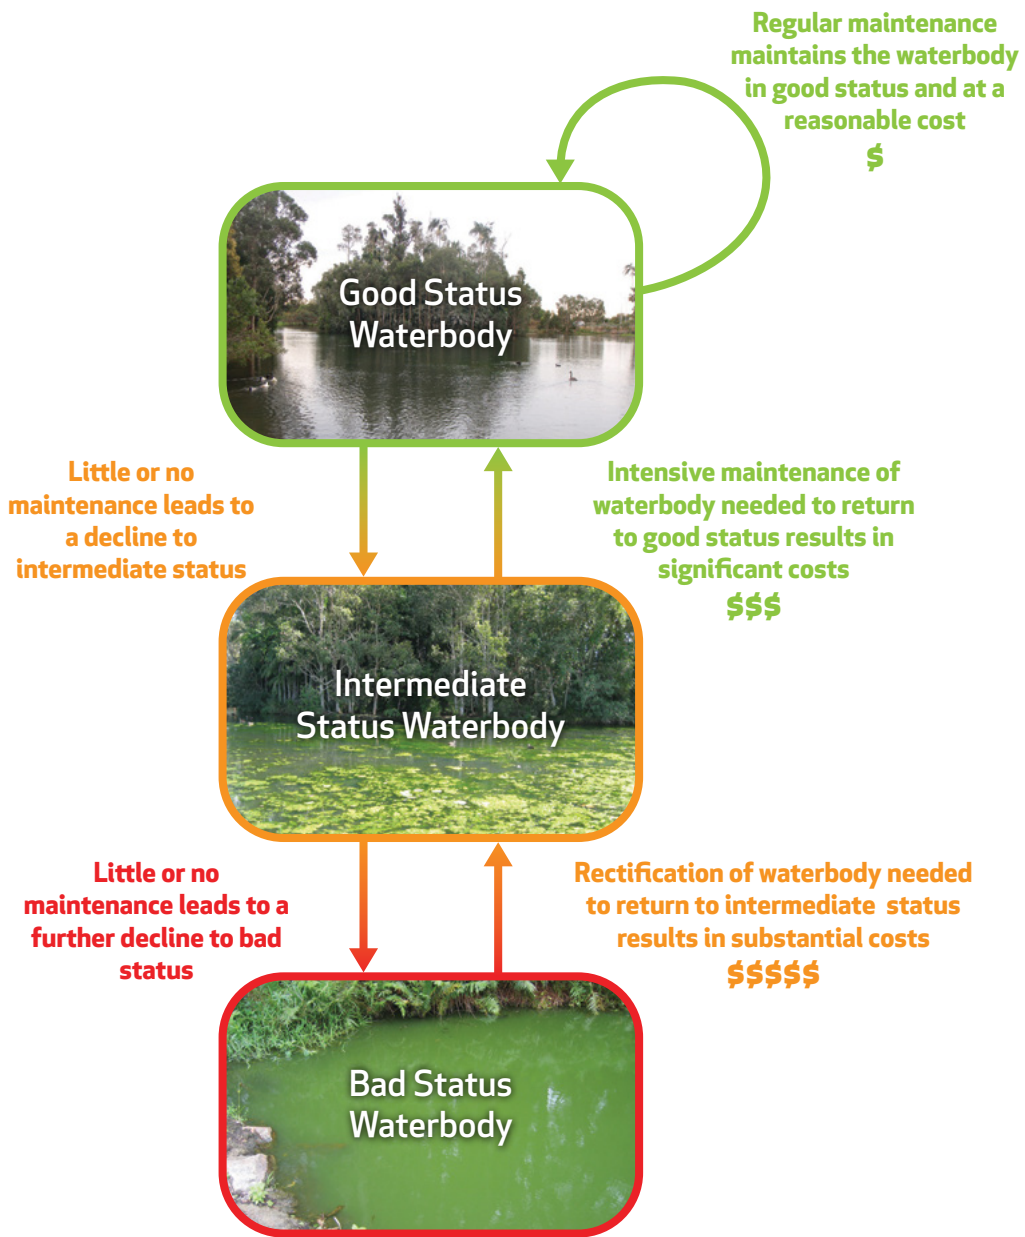 Regular maintenance
maintains the waterbody
in good status and at a
reasonable cost
$
Good Status
Waterbody
Little or no
maintenance leads to
a decline to
intermediate status
Intensive maintenance of
waterbody needed to return
to good status results in
significant costs
$$$
Intermediate
Status Waterbody
Little or no
maintenance leads to a
further decline to bad
status
Rectification of waterbody needed
to return to intermediate status
results in substantial costs
$$$$$
Bad Status
Waterbody